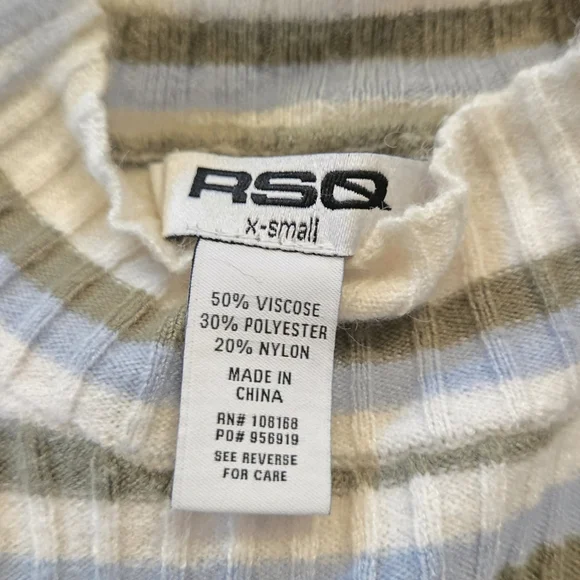 RSQ
x-small
50% VISCOSE
30% POLYESTER
20% NYLON
MADE IN
CHINA
RN# 108168
PO# 956919
SEE REVERSE
FOR CARE